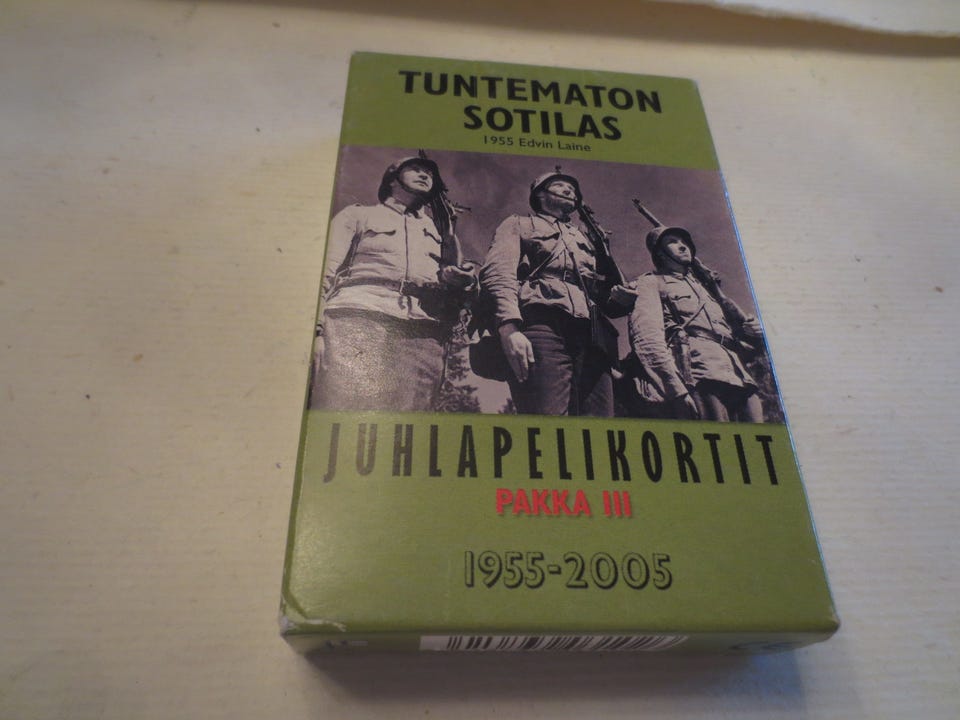 TUNTEMATON
SOTILAS
1955 Edvin Laine
JUHLAPELIKORTIT
PAKKA III
1955-2005